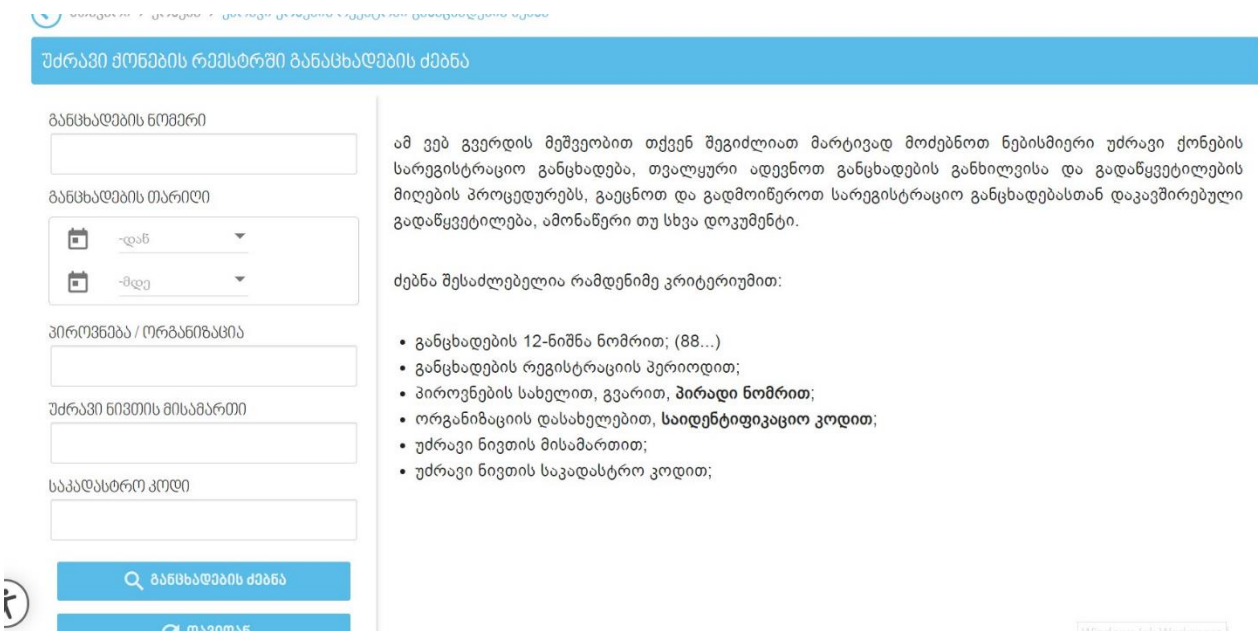 უძრავი ქონების რეესტრში განაცხადების ძებნა
განცხადების ნომერი
განცხადების თარიღი
-დან
-მდე
პიროვნება / ორგანიზაცია
უძრავი ნივთის მისამართი
საკადასტრო კოდი
განცხადების ძებნა
ამ ვებ გვერდის მეშვეობით თქვენ შეგიძლიათ მარტივად მოძებნოთ ნებისმიერი უძრავი ქონების
სარეგისტრაციო განცხადება, თვალყური ადევნოთ განცხადების განხილვისა და გადაწყვეტილების
მიღების პროცედურებს, გაეცნოთ და გადმოიწეროთ სარეგისტრაციო განცხადებასთან დაკავშირებული
გადაწყვეტილება, ამონაწერი თუ სხვა დოკუმენტი.
ძებნა შესაძლებელია რამდენიმე კრიტერიუმით:
• განცხადების 12-ნიშნა ნომრით; (88...)
• განცხადების რეგისტრაციის პერიოდით;
• პიროვნების სახელით, გვარით, პირადი ნომრით;
• ორგანიზაციის დასახელებით, საიდენტიფიკაციო კოდით;
• უძრავი ნივთის მისამართით;
• უძრავი ნივთის საკადასტრო კოდით;